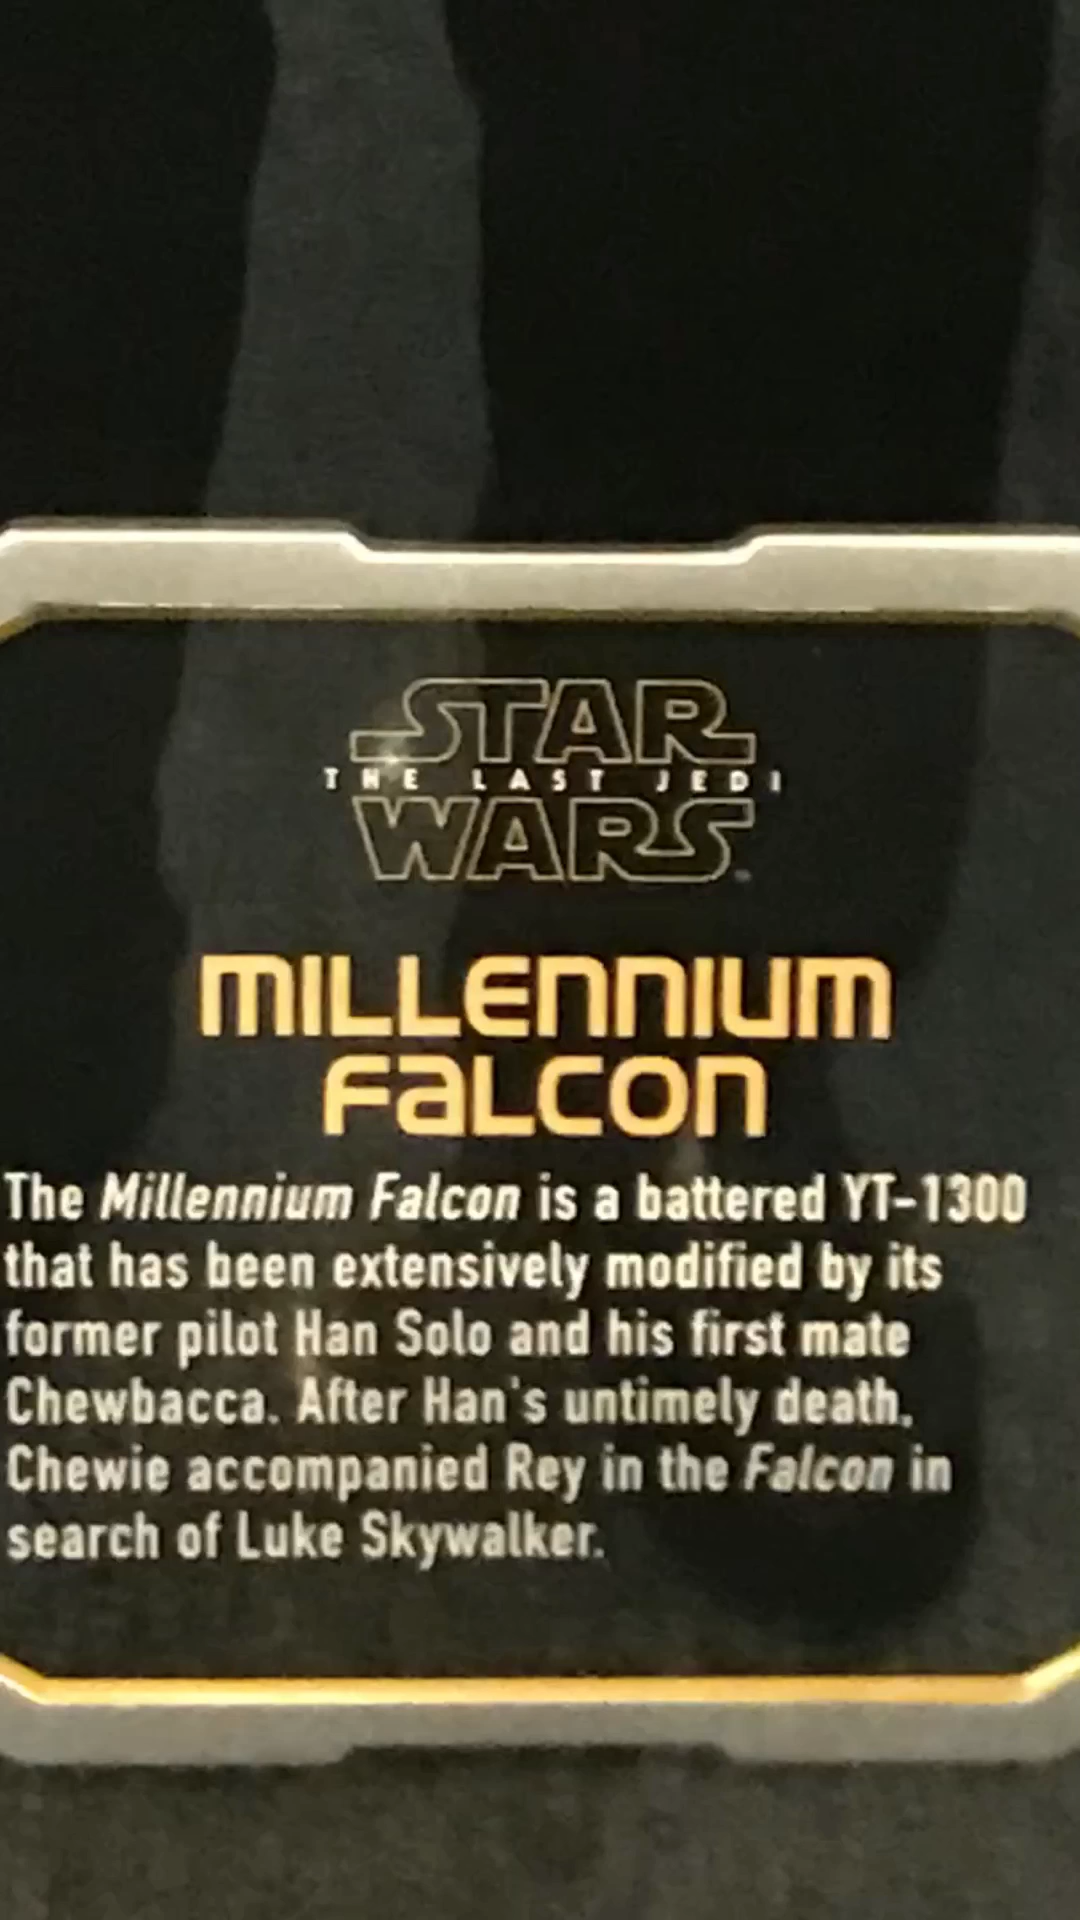 STAR
THE LAST JEDI
WARS
MILLENNIUM
FALCON
The Millennium Falcon is a battered YT-1300
that has been extensively modified by its
former pilot Han Solo and his first mate
Chewbacca. After Han's untimely death,
Chewie accompanied Rey in the Falcon in
search of Luke Skywalker.